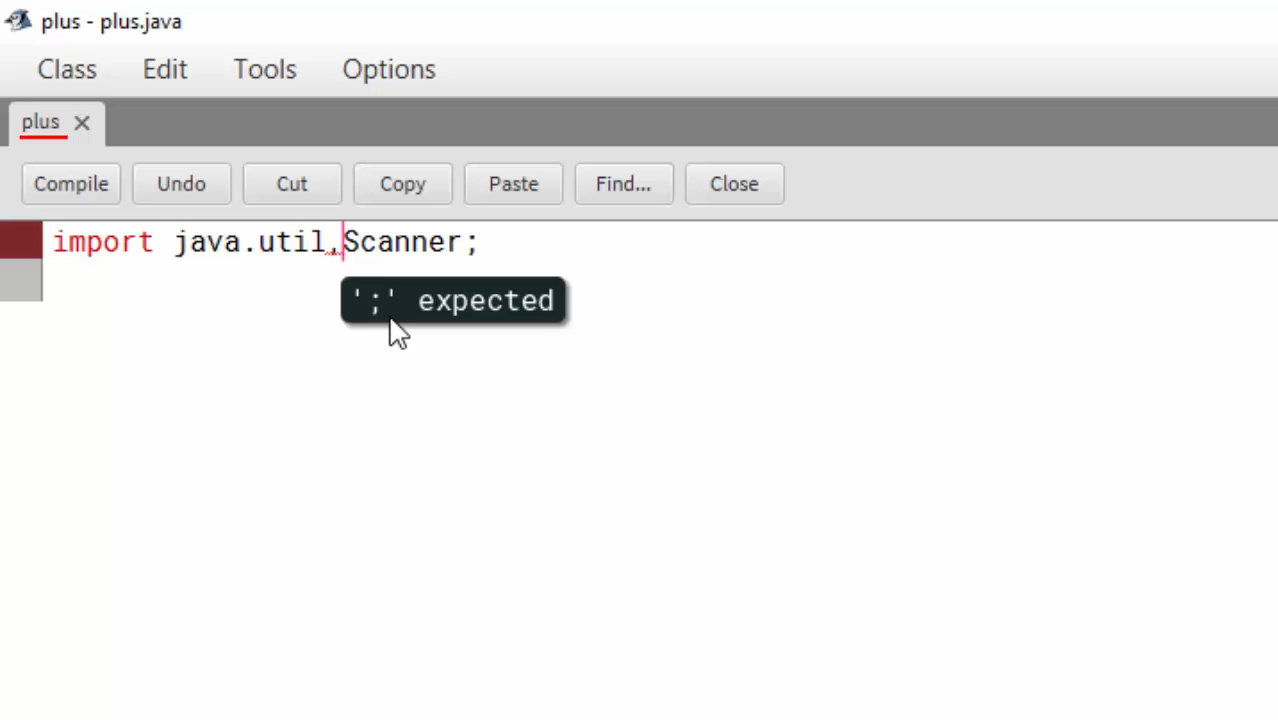 plus - plus.java
Class Edit Tools Options
plus
Compile Undo Cut Copy Paste Find... Close
import java.util,Scanner;
';' expected